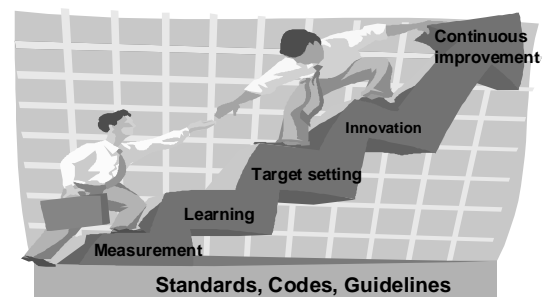 Continuous
improvement
Innovation
Target setting
Learning
Measurement
Standards, Codes, Guidelines